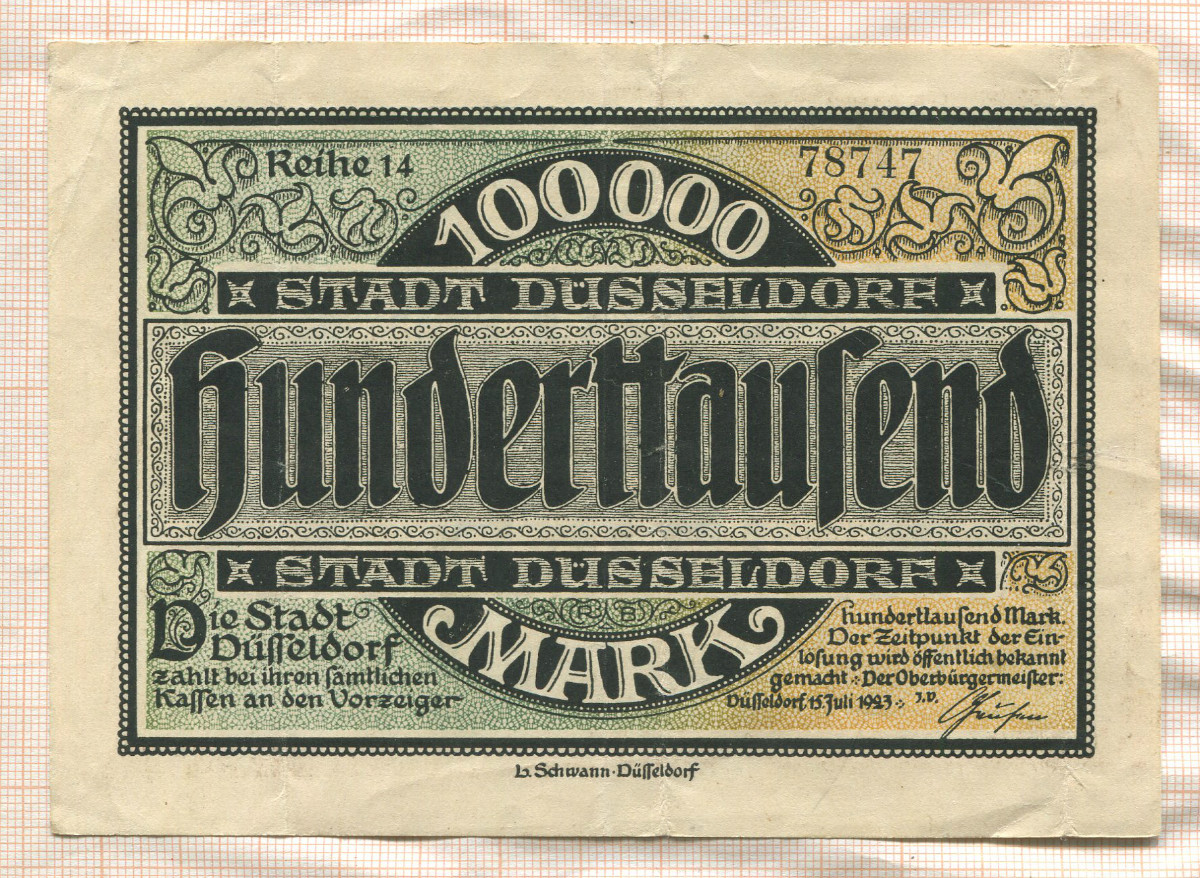 Reihe 14
78747
100000
STADT DÜSSELDORF
Hunderttausend
STADT DÜSSELDORF
MARK
Die Stadt
Düsseldorf
zahlt bei ihren sämtlichen
Kassen an den Vorzeiger
hunderttausend Mark.
Der Zeitpunkt der Ein-
lösung wird öffentlich bekannt
gemacht : Der Oberbürgermeister:
Düsseldorf, 15. Juli 1923 : J.V.
L. Schwann · Düsseldorf